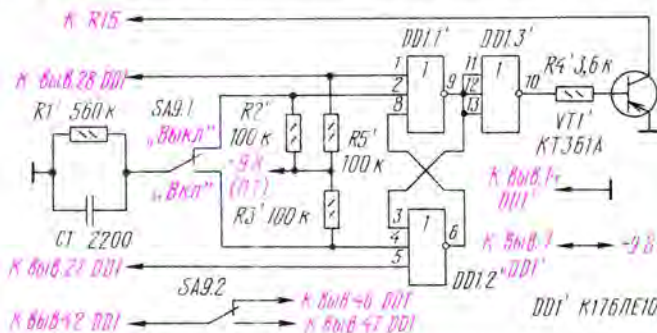 К R15
DD1.1'
DD1.3'
К выв.28 DD1
1
2
8
1
9
11
12
13
1
10
R4' 3,6 к
R1' 560 к
SA9.1
„Выкл"
R2'
100 к
R5'
100 к
-9 В
(ПТ)
VT1'
КТ361А
„Вкл"
R3' 100 к
К выв.14
DD1'
С1' 2200
3
4
5
1
6
К выв.7
DD1'
-9 В
К выв.27 DD1
DD1.2'
SA9.2
К выв.46 DD1
К выв.42 DD1
К выв.47 DD1
DD1' К176ЛЕ10